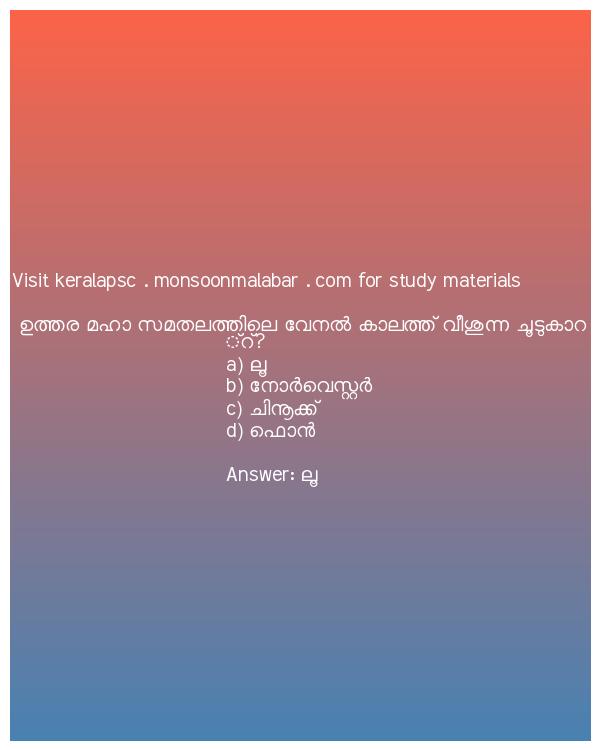 Visit keralapsc . monsoonmalabar . com for study materials
ഉത്തര മഹാ സമതലത്തിലെ വേനൽ കാലത്ത് വീശുന്ന ചൂടുകാറ
്റ്?
a) ലൂ
b) നോർവെസ്റ്റർ
c) ചിനൂക്ക്
d) ഫൊൻ
Answer: ലൂ